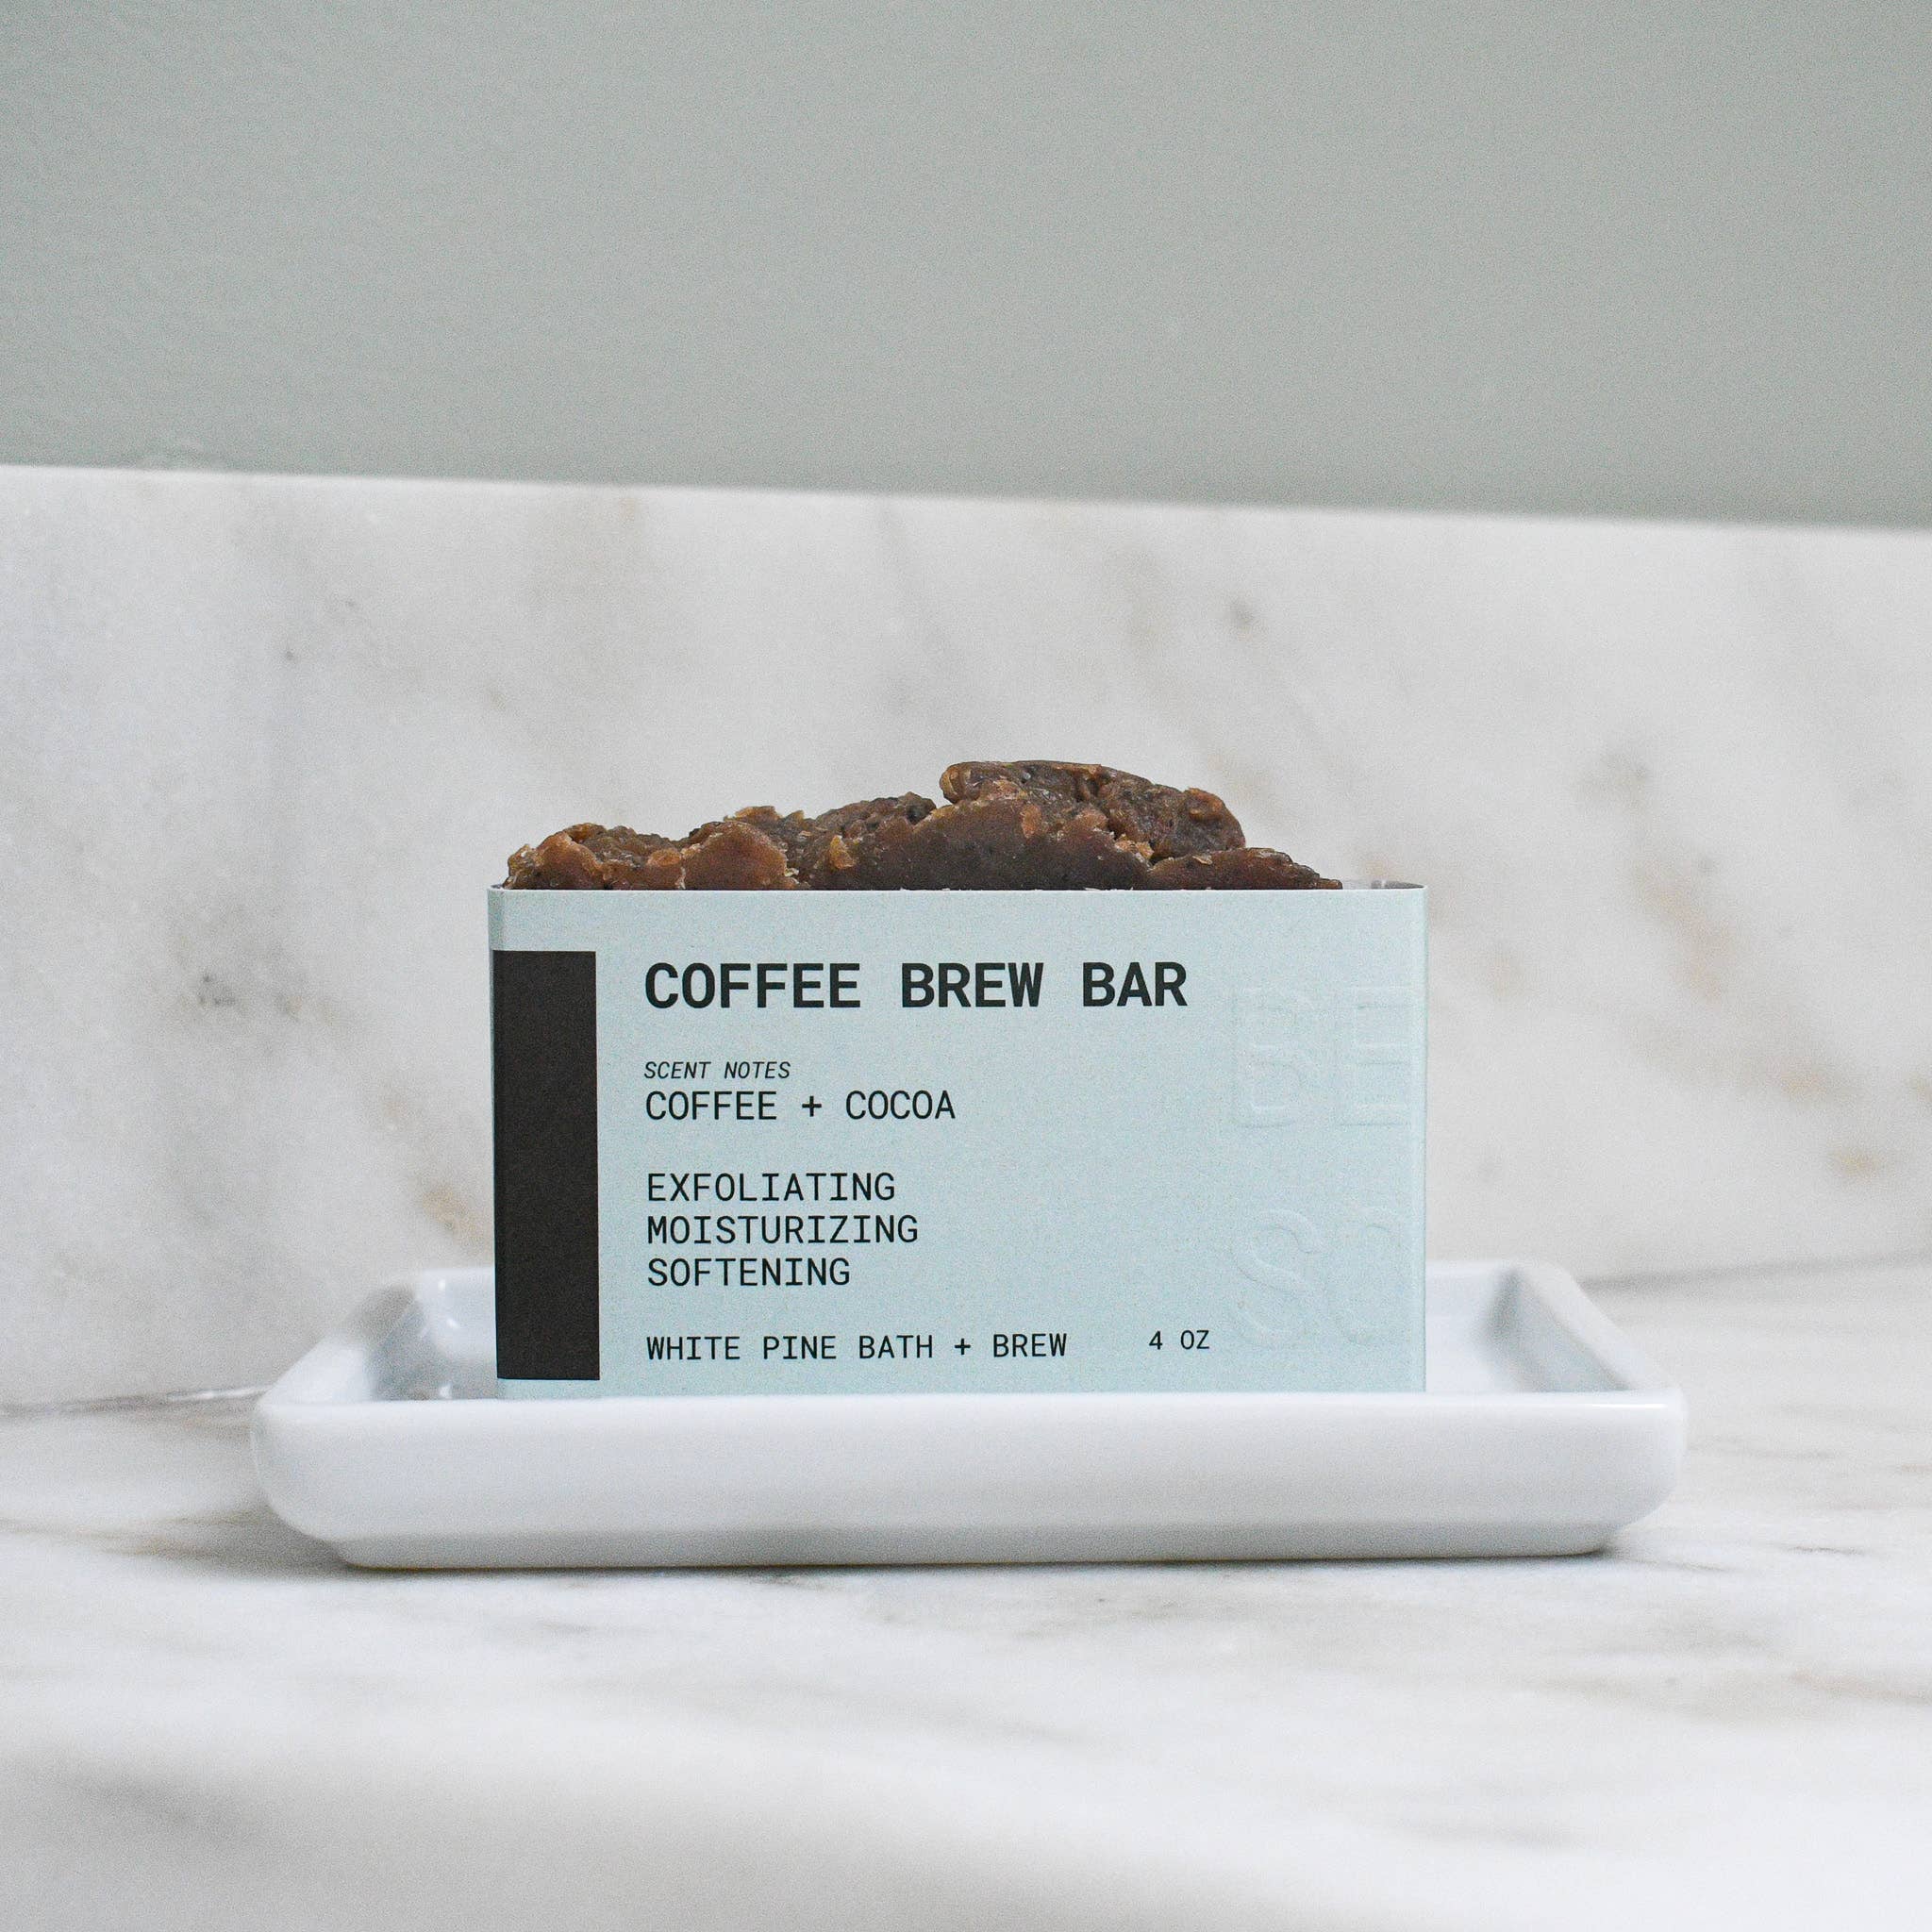 COFFEE BREW BAR
SCENT NOTES
COFFEE + COCOA
EXFOLIATING
MOISTURIZING
SOFTENING
WHITE PINE BATH + BREW 4 OZ